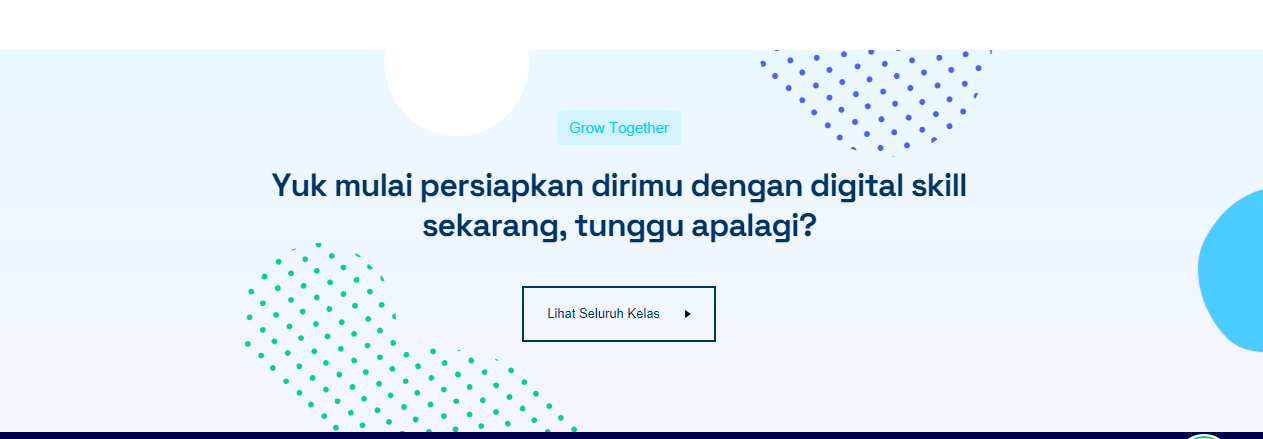 Grow Together
Yuk mulai persiapkan dirimu dengan digital skill
sekarang, tunggu apalagi?
Lihat Seluruh Kelas